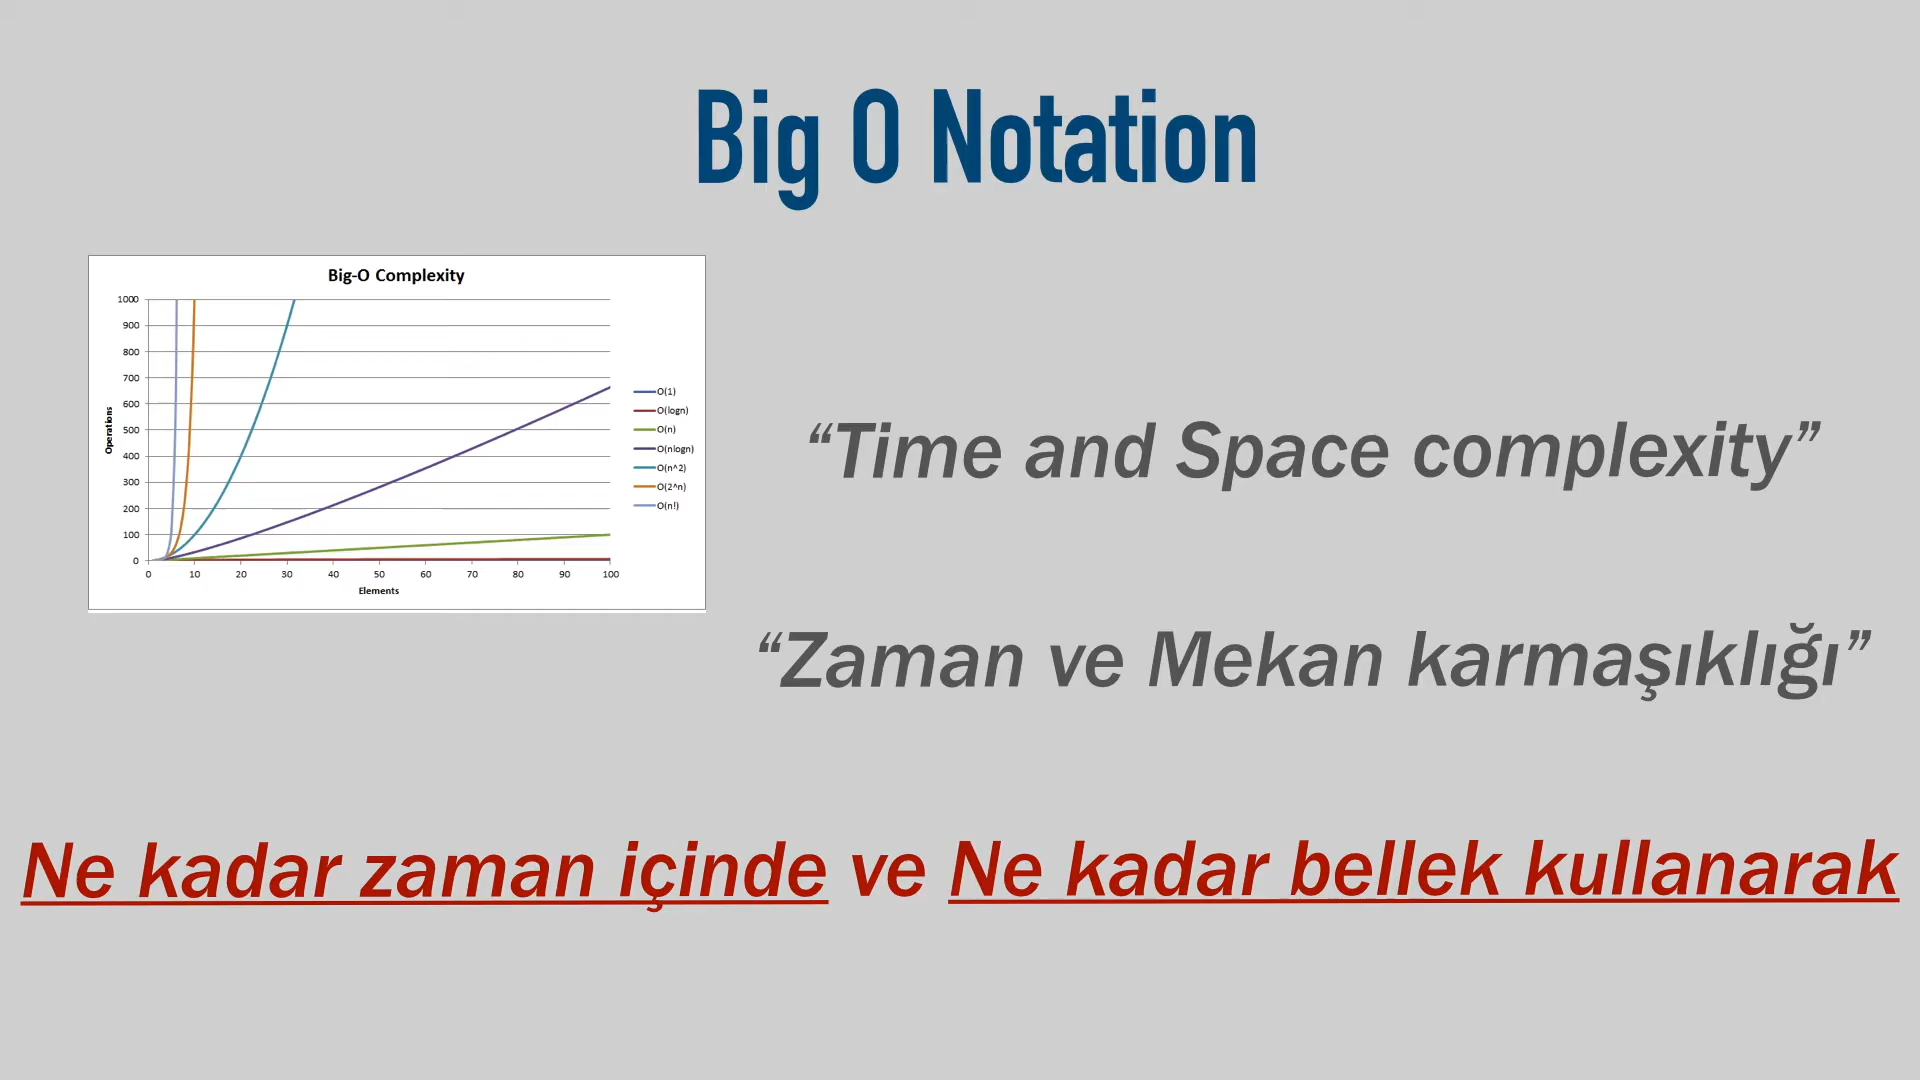 Big O Notation
Big-O Complexity
1000
900
800
700
600
500
400
300
200
100
0
Operations
0 10 20 30 40 50 60 70 80 90 100
Elements
O(1)
O(logn)
O(n)
O(nlogn)
O(n^2)
O(2^n)
O(n!)
“Time and Space complexity”
“Zaman ve Mekan karmaşıklığı”
Ne kadar zaman içinde ve Ne kadar bellek kullanarak